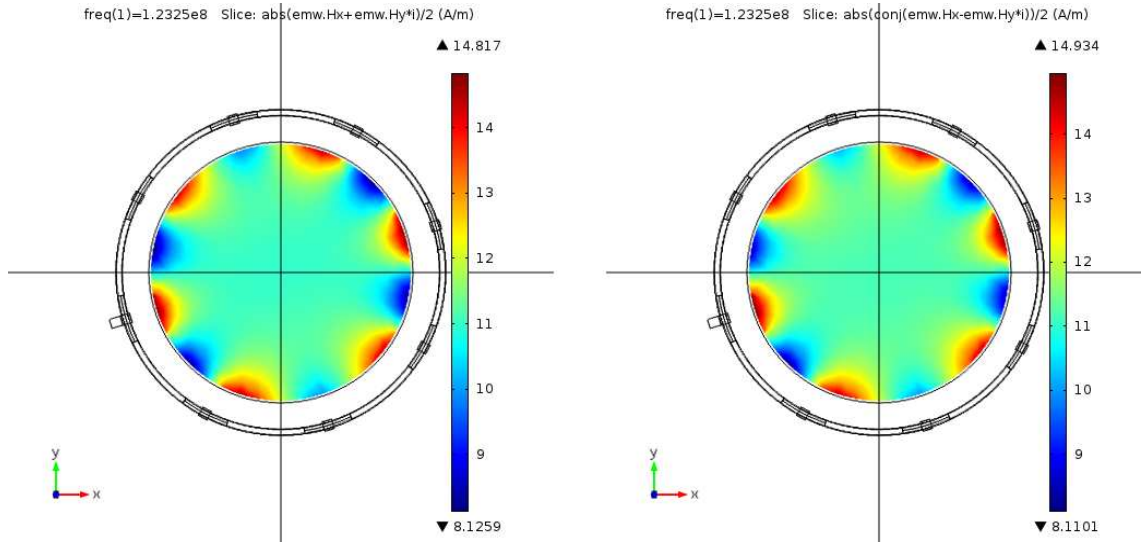 freq(1)=1.2325e8   Slice: abs(emw.Hx+emw.Hy*i)/2 (A/m)
▲ 14.817
14
13
12
11
10
9
▼ 8.1259
y
x
freq(1)=1.2325e8   Slice: abs(conj(emw.Hx-emw.Hy*i))/2 (A/m)
▲ 14.934
14
13
12
11
10
9
▼ 8.1101
y
x